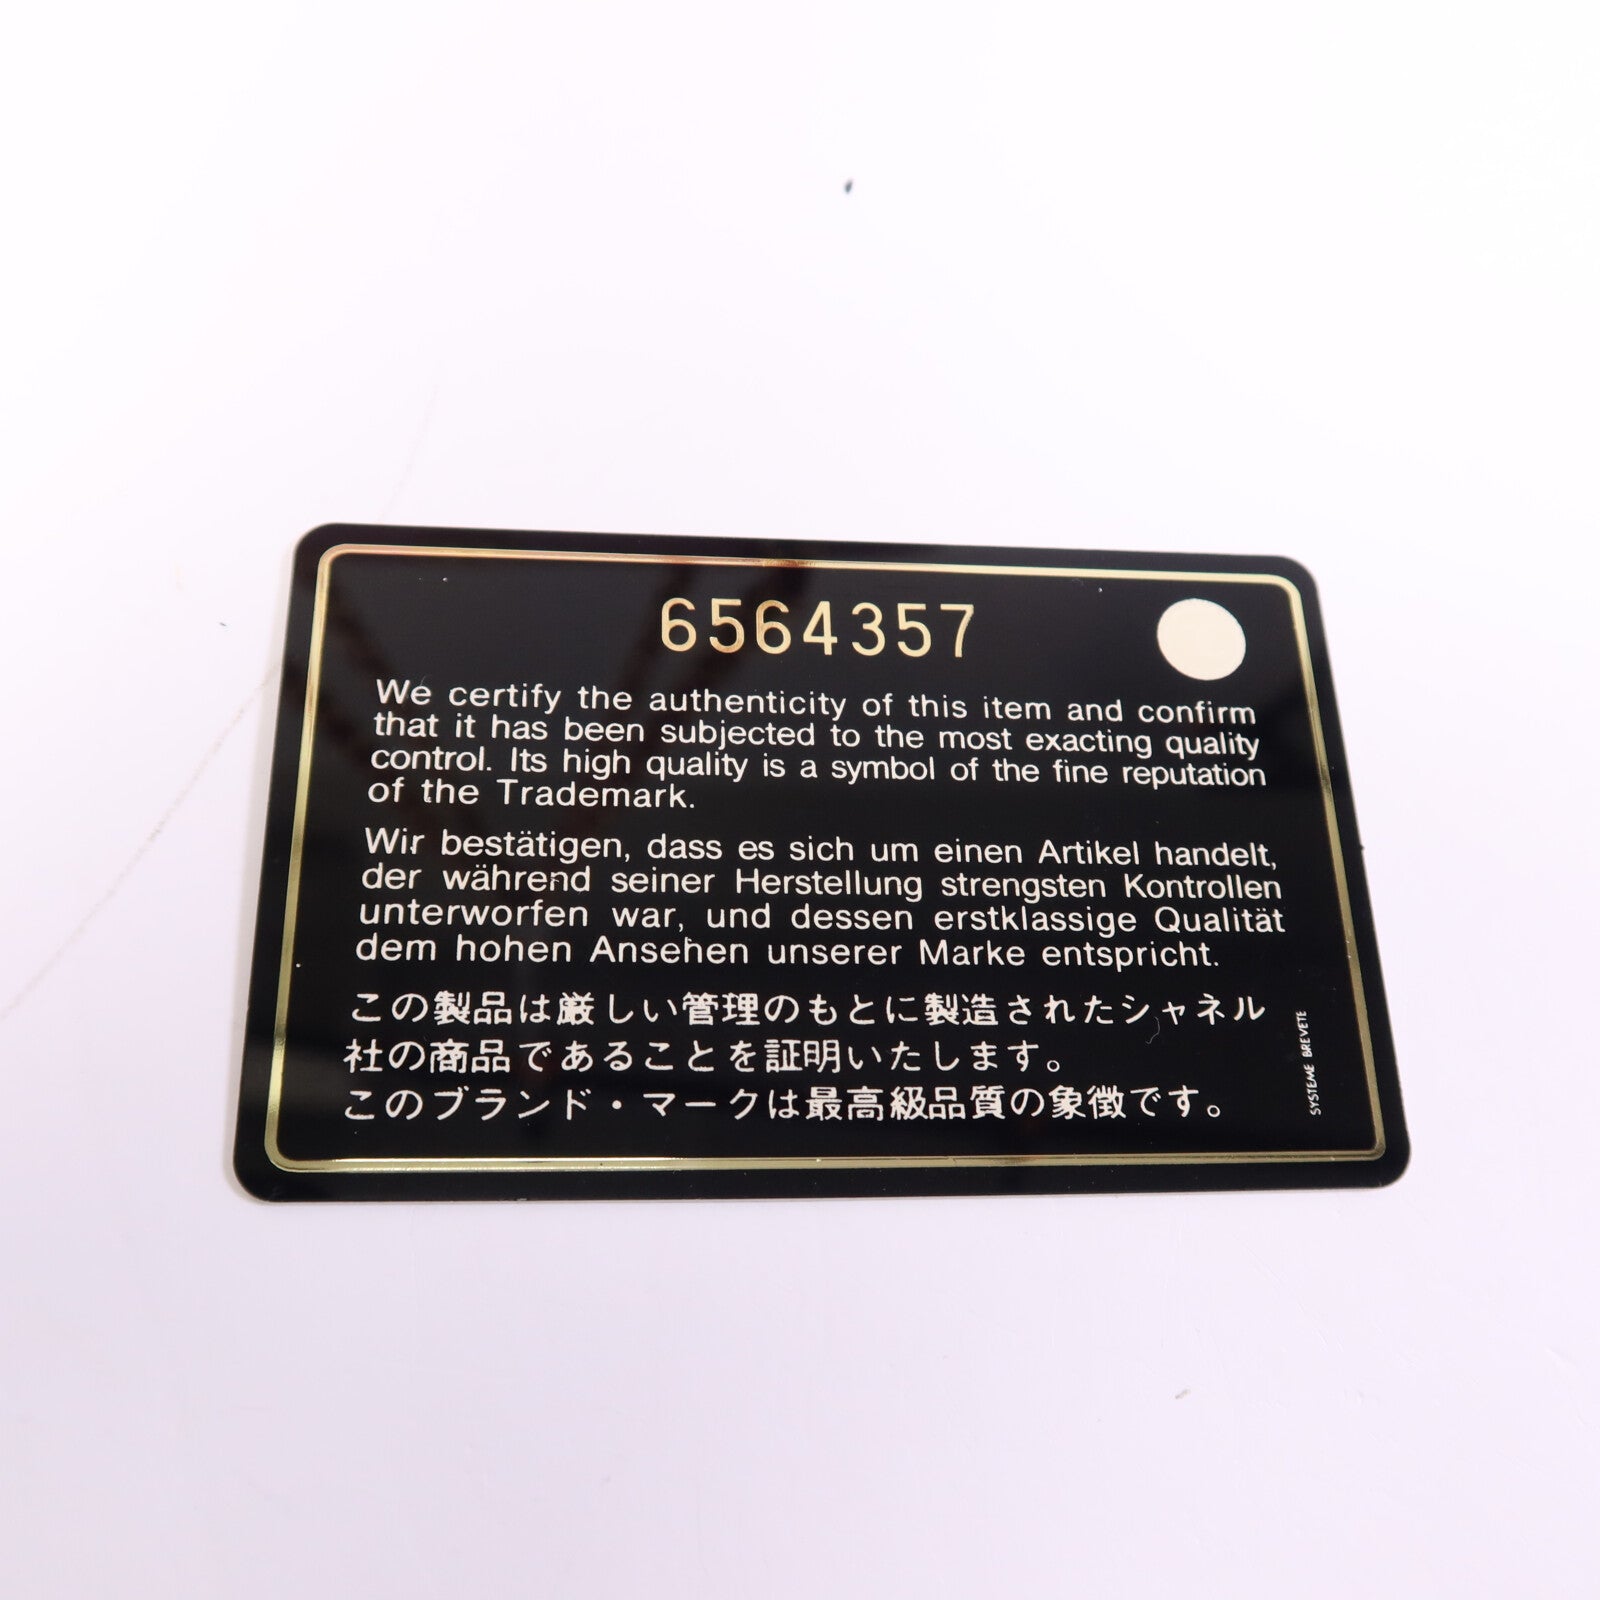 6564357
We certify the authenticity of this item and confirm
that it has been subjected to the most exacting quality
control. Its high quality is a symbol of the fine reputation
of the Trademark.
Wir bestätigen, dass es sich um einen Artikel handelt,
der während seiner Herstellung strengsten Kontrollen
unterworfen war, und dessen erstklassige Qualität
dem hohen Ansehen unserer Marke entspricht.
この製品は厳しい管理のもとに製造されたシャネル
社の商品であることを証明いたします。
このブランド・マークは最高級品質の象徴です。
SYSTEME BREVETE